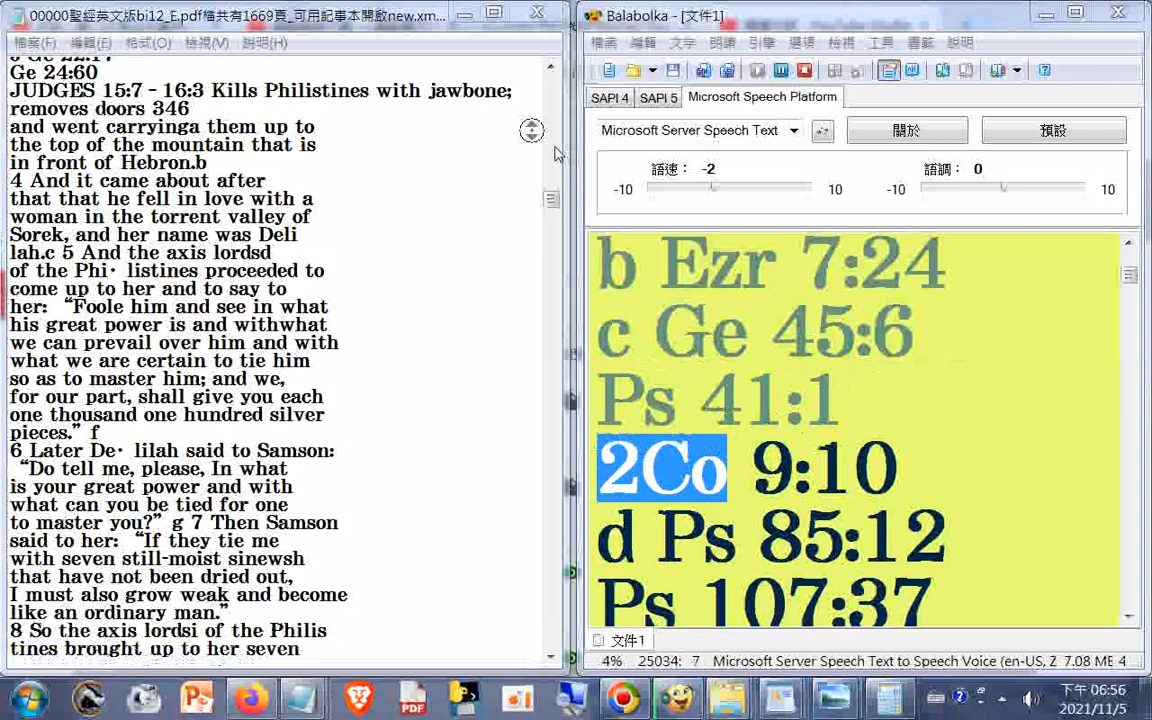 00000聖經英文版bi12_E.pdf檔共有1669頁_可用記事本開啟new.xm...
檔案(F) 編輯(E) 格式(O) 檢視(V) 說明(H)
Ge 24:60
JUDGES 15:7 - 16:3 Kills Philistines with jawbone;
removes doors 346
and went carryinga them up to
the top of the mountain that is
in front of Hebron.b
4 And it came about after
that that he fell in love with a
woman in the torrent valley of
Sorek, and her name was Deli
lah.c 5 And the axis lordsd
of the Phi· listines proceeded to
come up to her and to say to
her: “Foole him and see in what
his great power is and withwhat
we can prevail over him and with
what we are certain to tie him
so as to master him; and we,
for our part, shall give you each
one thousand one hundred silver
pieces.” f
6 Later De· lilah said to Samson:
“Do tell me, please, In what
is your great power and with
what can you be tied for one
to master you?” g 7 Then Samson
said to her: “If they tie me
with seven still-moist sinewsh
that have not been dried out,
I must also grow weak and become
like an ordinary man.”
8 So the axis lordsi of the Philis
tines brought up to her seven
Balabolka - [文件1]
檔案 編輯 文字 朗讀 引擎 選項 檢視 工具 書籤 說明
SAPI 4 SAPI 5 Microsoft Speech Platform
Microsoft Server Speech Text 關於 預設
語速： -2 語調： 0
-10 10 -10 10
b Ezr 7:24
c Ge 45:6
Ps 41:1
2Co 9:10
d Ps 85:12
Ps 107:37
文件1
4% 25034: 7 Microsoft Server Speech Text to Speech Voice (en-US, Z 7.08 ME 4
下午 06:56
2021/11/5